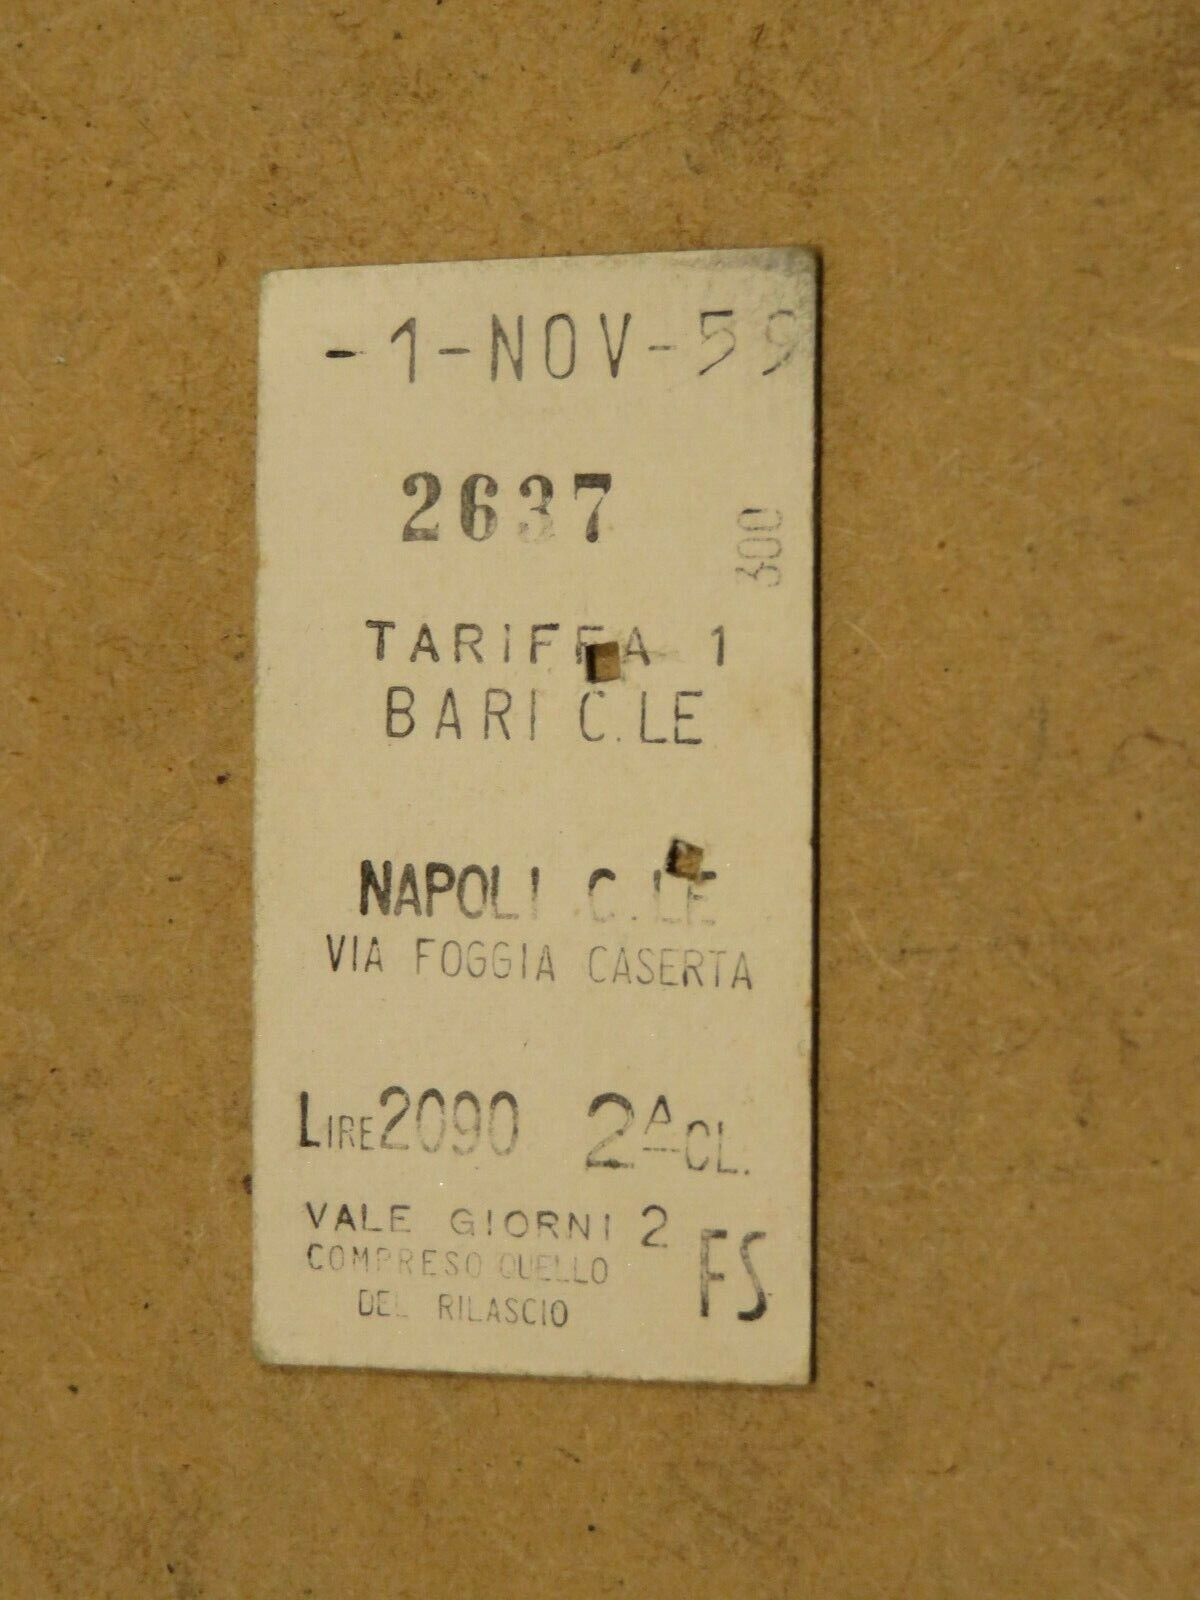 -1-NOV-59
2637
300
TARIFFA 1
BARI C.LE
NAPOLI C.LE
VIA FOGGIA CASERTA
LIRE 2090 2A CL.
VALE GIORNI 2
COMPRESO QUELLO
DEL RILASCIO
FS